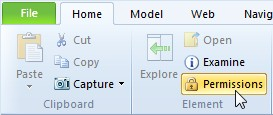 File Home Model Web Navig
Paste
Cut
Copy
Capture
Clipboard
Explore
Open
Examine
Permissions
Element